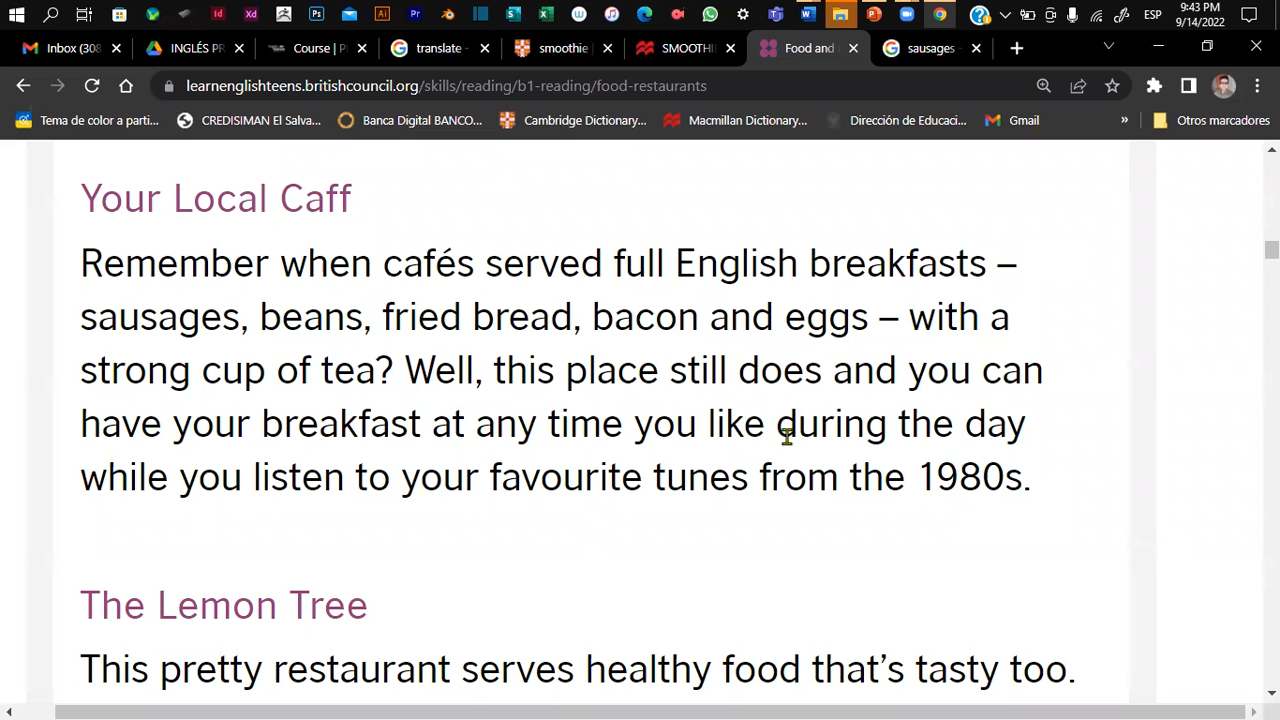 9:43 PM
ESP
9/14/2022
Inbox (308
INGLÉS PR
Course | P
translate -
smoothie |
SMOOTHI
Food and
sausages -
learnenglishteens.britishcouncil.org/skills/reading/b1-reading/food-restaurants
Tema de color a parti...
CREDISIMAN El Salva...
Banca Digital BANCO...
Cambridge Dictionary...
Macmillan Dictionary...
Dirección de Educaci...
Gmail
»
Otros marcadores
Your Local Caff
Remember when cafés served full English breakfasts –
sausages, beans, fried bread, bacon and eggs – with a
strong cup of tea? Well, this place still does and you can
have your breakfast at any time you like during the day
while you listen to your favourite tunes from the 1980s.
The Lemon Tree
This pretty restaurant serves healthy food that’s tasty too.